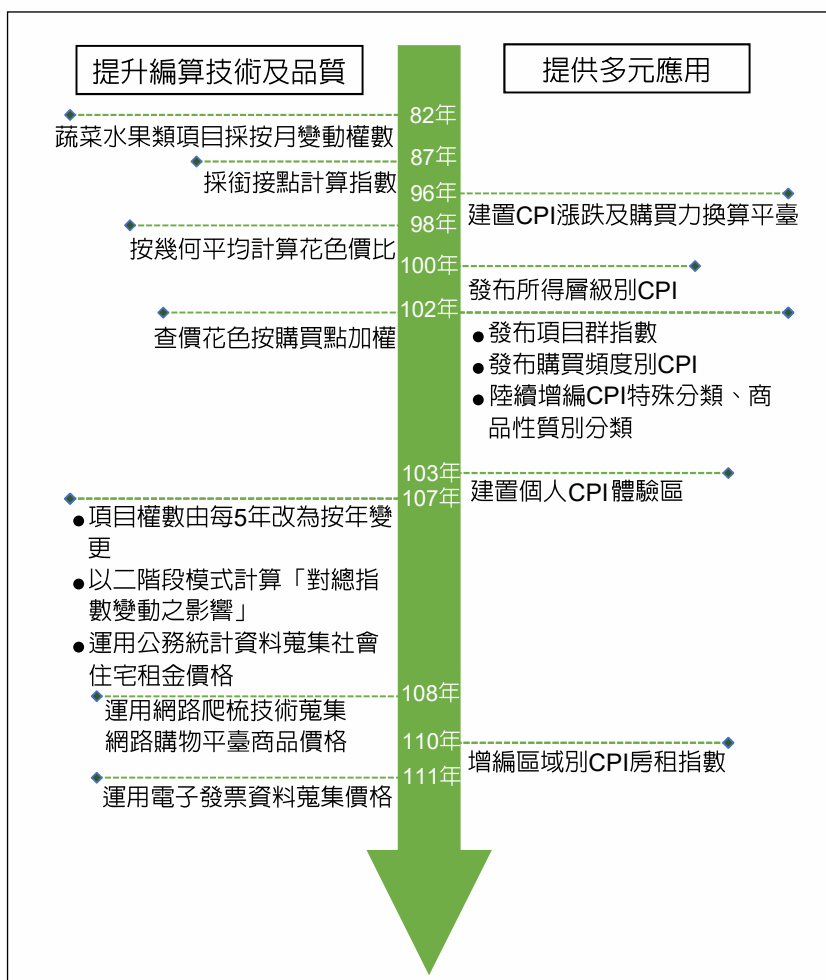 提升編算技術及品質
提供多元應用
82年
蔬菜水果類項目採按月變動權數
87年
採銜接點計算指數
96年
建置CPI漲跌及購買力換算平臺
98年
按幾何平均計算花色價比
100年
發布所得層級別CPI
102年
查價花色按購買點加權
●發布項目群指數
●發布購買頻度別CPI
●陸續增編CPI特殊分類、商
品性質別分類
103年
建置個人CPI體驗區
107年
●項目權數由每5年改為按年變
更
●以二階段模式計算「對總指
數變動之影響」
●運用公務統計資料蒐集社會
住宅租金價格
108年
運用網路爬梳技術蒐集
網路購物平臺商品價格
110年
增編區域別CPI房租指數
111年
運用電子發票資料蒐集價格